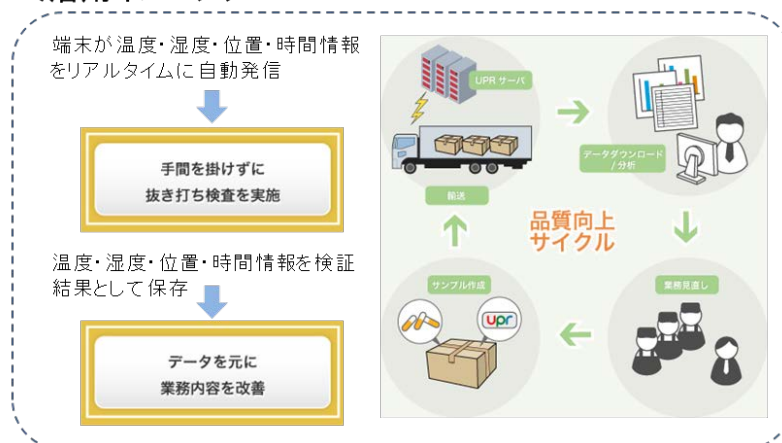 端末が温度・湿度・位置・時間情報
をリアルタイムに自動発信
手間を掛けずに
抜き打ち検査を実施
温度・湿度・位置・時間情報を検証
結果として保存
データを元に
業務内容を改善
UPR サーバ
輸送
データダウンロード
/分析
品質向上
サイクル
サンプル作成
upr
業務見直し